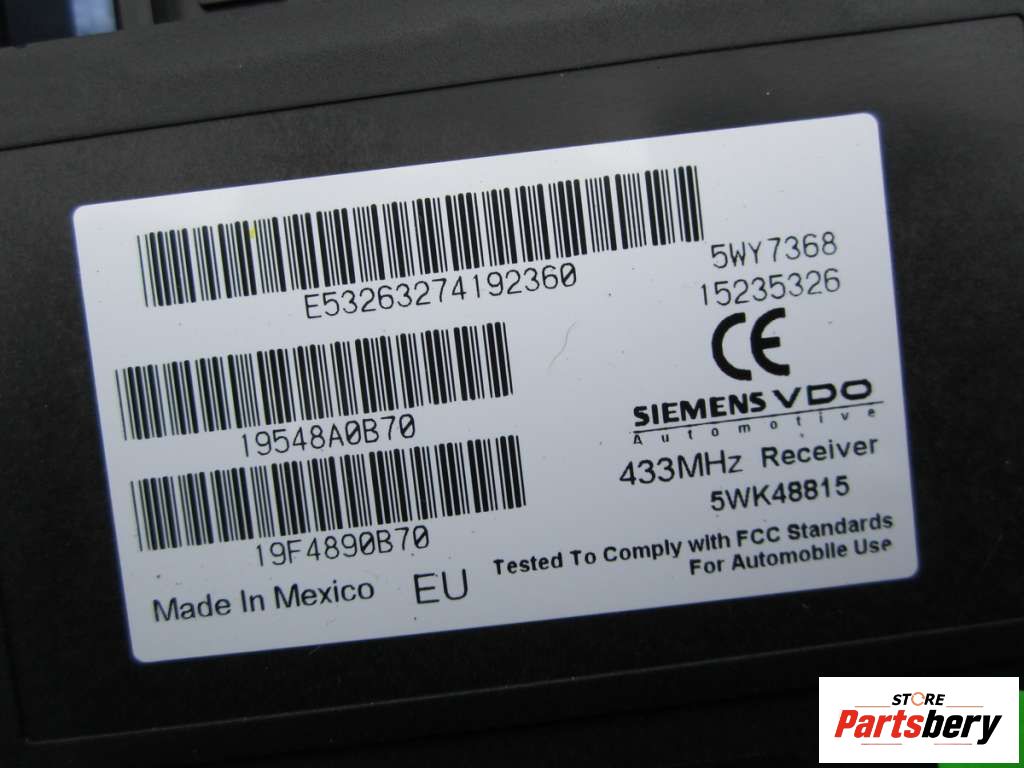 E53263274192360
5WY7368
15235326
CE
19548A0B70
SIEMENS VDO
Automotive
433MHz Receiver
5WK48815
19F4890B70
Tested To Comply with FCC Standards
For Automobile Use
Made In Mexico EU
STORE
Partsbery